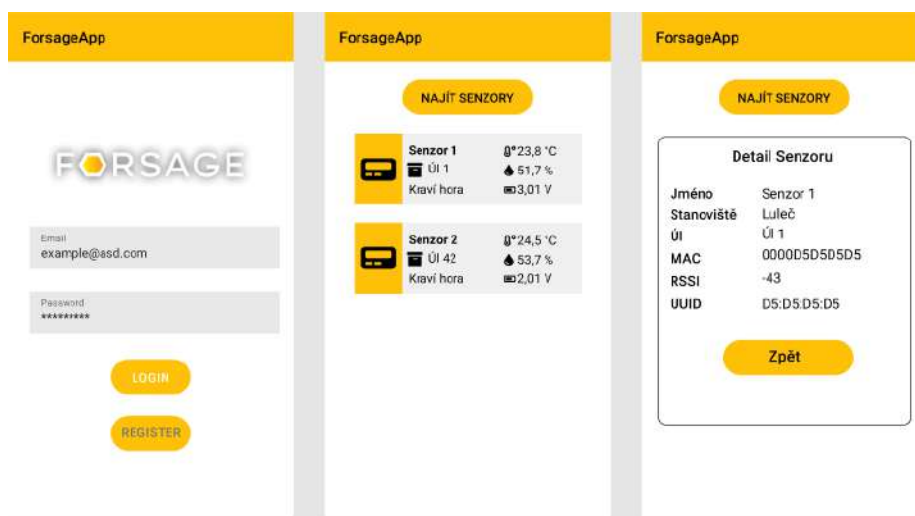 ForsageApp
FORSAGE
Email
example@asd.com
Password
*********
LOGIN
REGISTER
ForsageApp
NAJÍT SENZORY
Senzor 1 23,8 °C
Úl 1 51,7 %
Kraví hora 3,01 V
Senzor 2 24,5 °C
Úl 42 53,7 %
Kraví hora 2,01 V
ForsageApp
NAJÍT SENZORY
Detail Senzoru
Jméno Senzor 1
Stanoviště Luleč
Úl Úl 1
MAC 0000D5D5D5D5
RSSI -43
UUID D5:D5:D5:D5
Zpět